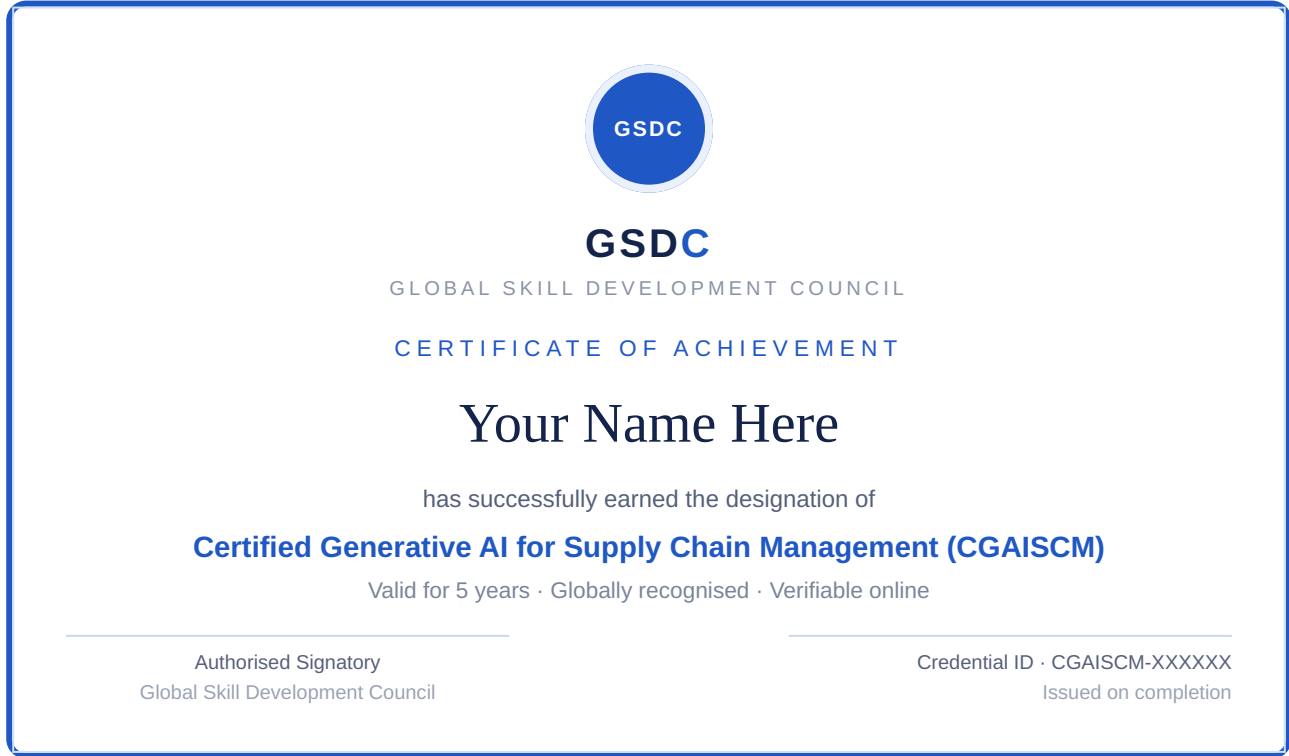 GSDC
GSDC
GLOBAL SKILL DEVELOPMENT COUNCIL
CERTIFICATE OF ACHIEVEMENT
Your Name Here
has successfully earned the designation of
Certified Generative AI for Supply Chain Management (CGAISCM)
Valid for 5 years · Globally recognised · Verifiable online
Authorised Signatory
Global Skill Development Council
Credential ID · CGAISCM-XXXXXX
Issued on completion